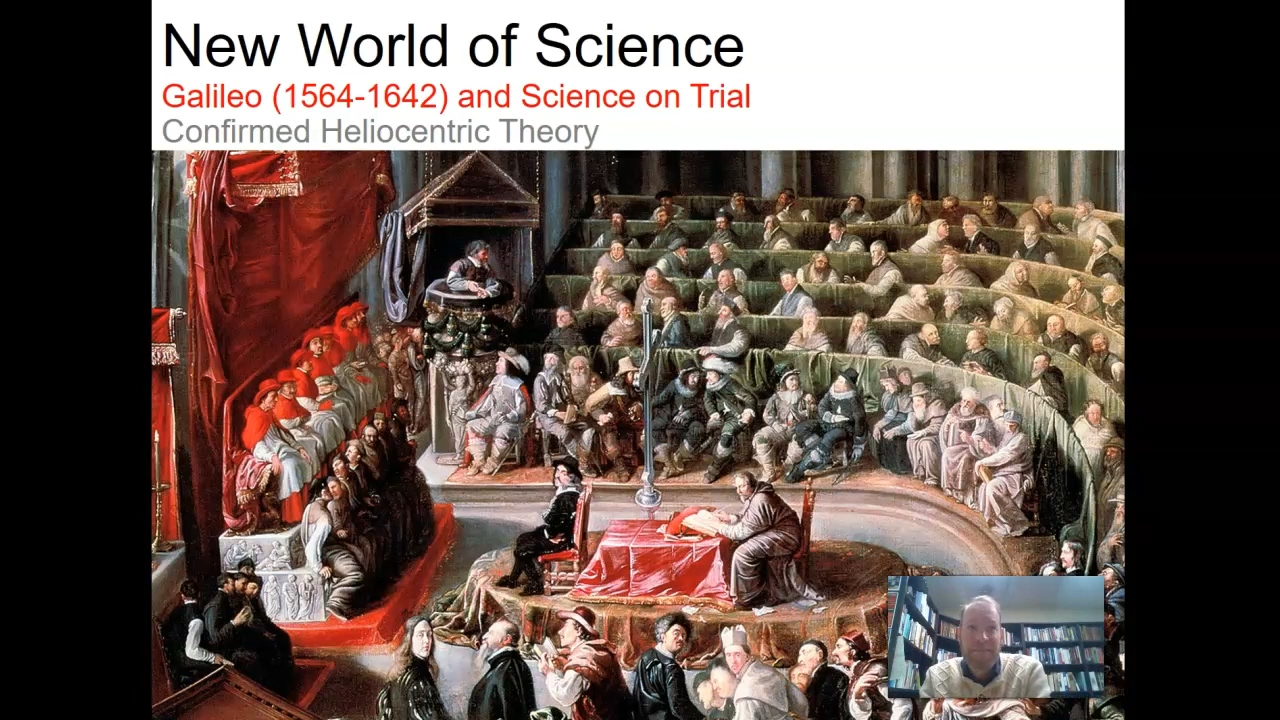 New World of Science
Galileo (1564-1642) and Science on Trial
Confirmed Heliocentric Theory